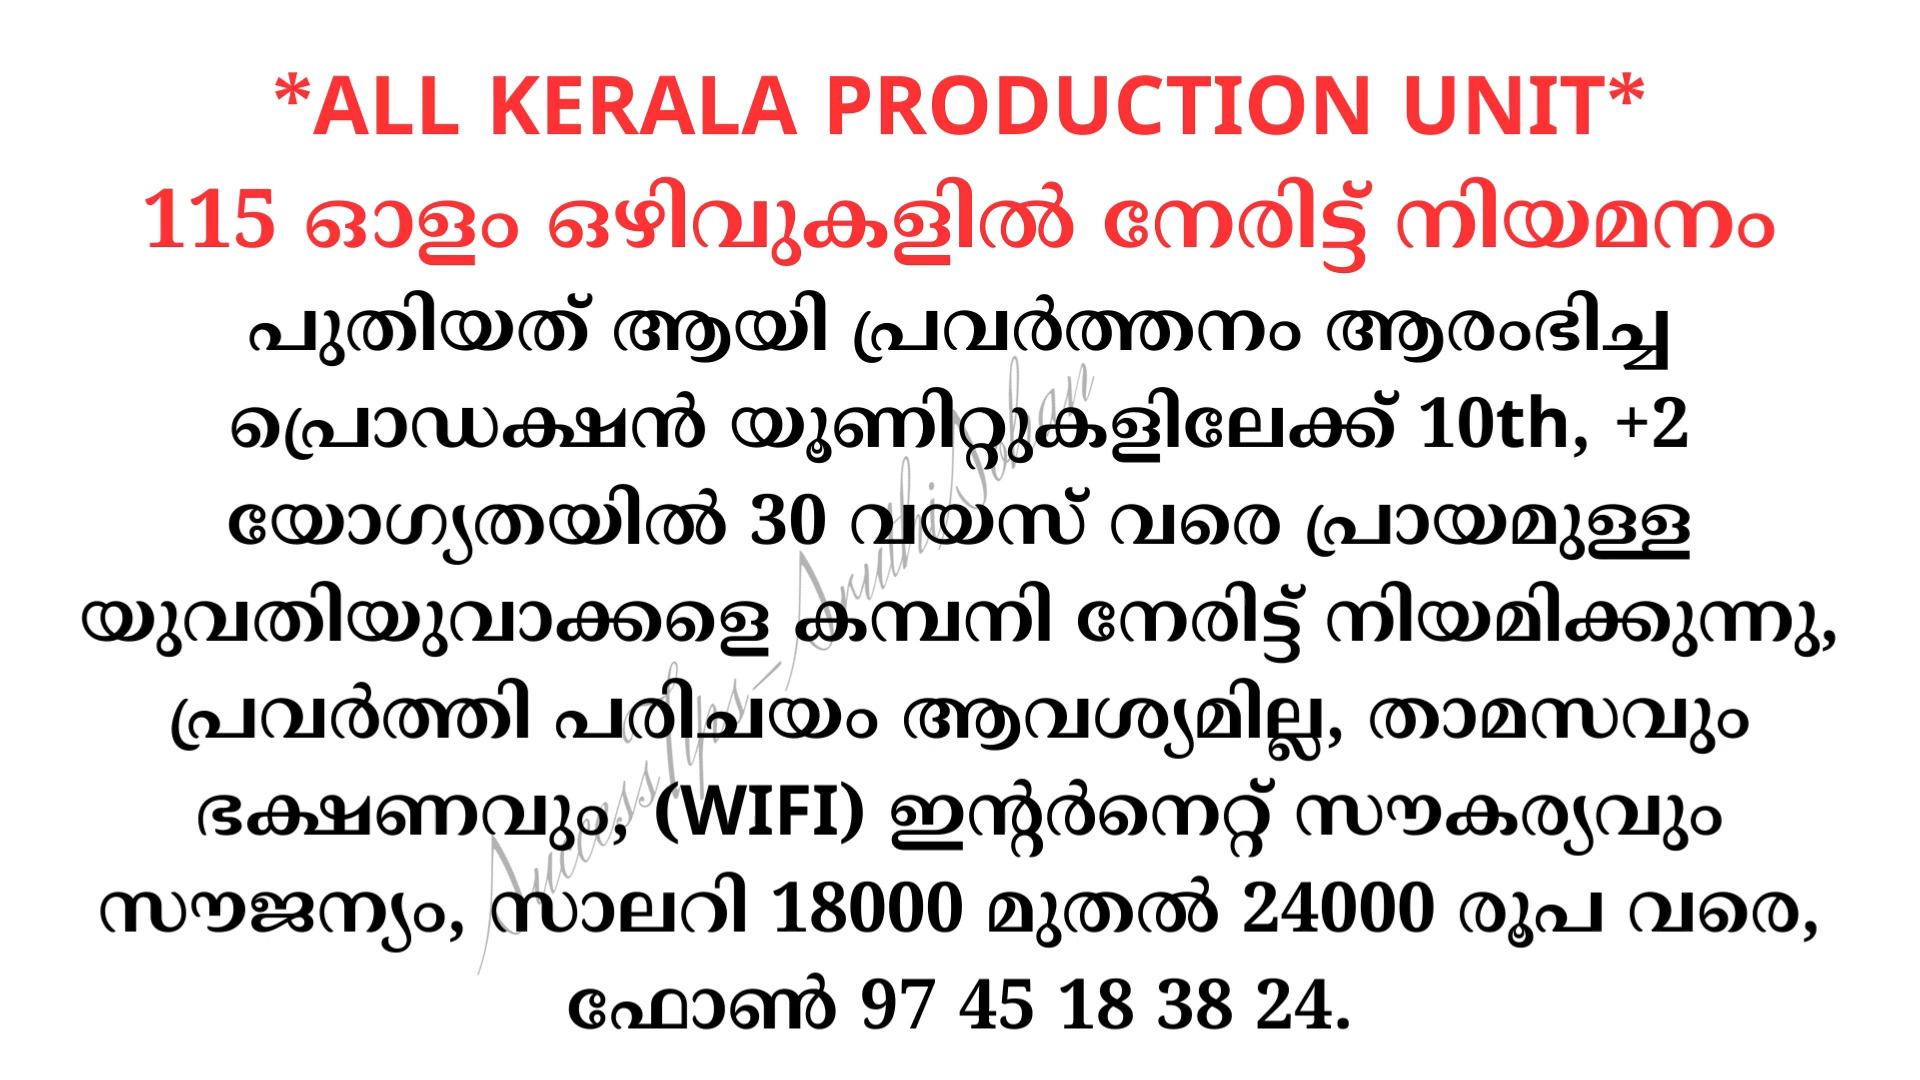 *ALL KERALA PRODUCTION UNIT*
115 ഓളം ഒഴിവുകളിൽ നേരിട്ട് നിയമനം
പുതിയത് ആയി പ്രവർത്തനം ആരംഭിച്ച
പ്രൊഡക്ഷൻ യൂണിറ്റുകളിലേക്ക് 10th, +2
യോഗ്യതയിൽ 30 വയസ് വരെ പ്രായമുള്ള
യുവതിയുവാക്കളെ കമ്പനി നേരിട്ട് നിയമിക്കുന്നു,
പ്രവർത്തി പരിചയം ആവശ്യമില്ല, താമസവും
ഭക്ഷണവും, (WIFI) ഇന്റർനെറ്റ് സൗകര്യവും
സൗജന്യം, സാലറി 18000 മുതൽ 24000 രൂപ വരെ,
ഫോൺ 97 45 18 38 24.